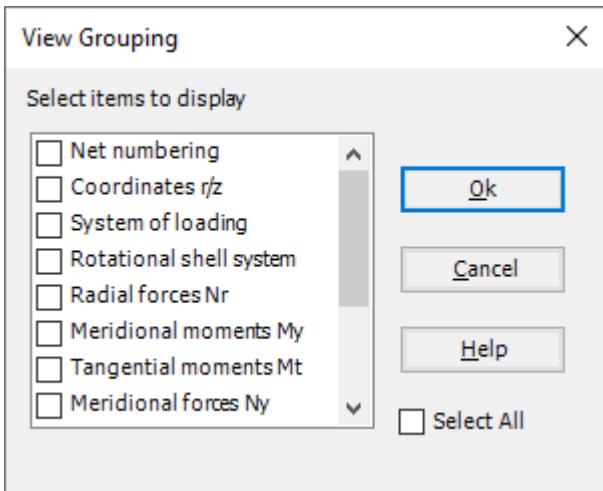 View Grouping
Select items to display
Net numbering
Coordinates r/z
System of loading
Rotational shell system
Radial forces Nr
Meridional moments My
Tangential moments Mt
Meridional forces Ny
Ok
Cancel
Help
Select All